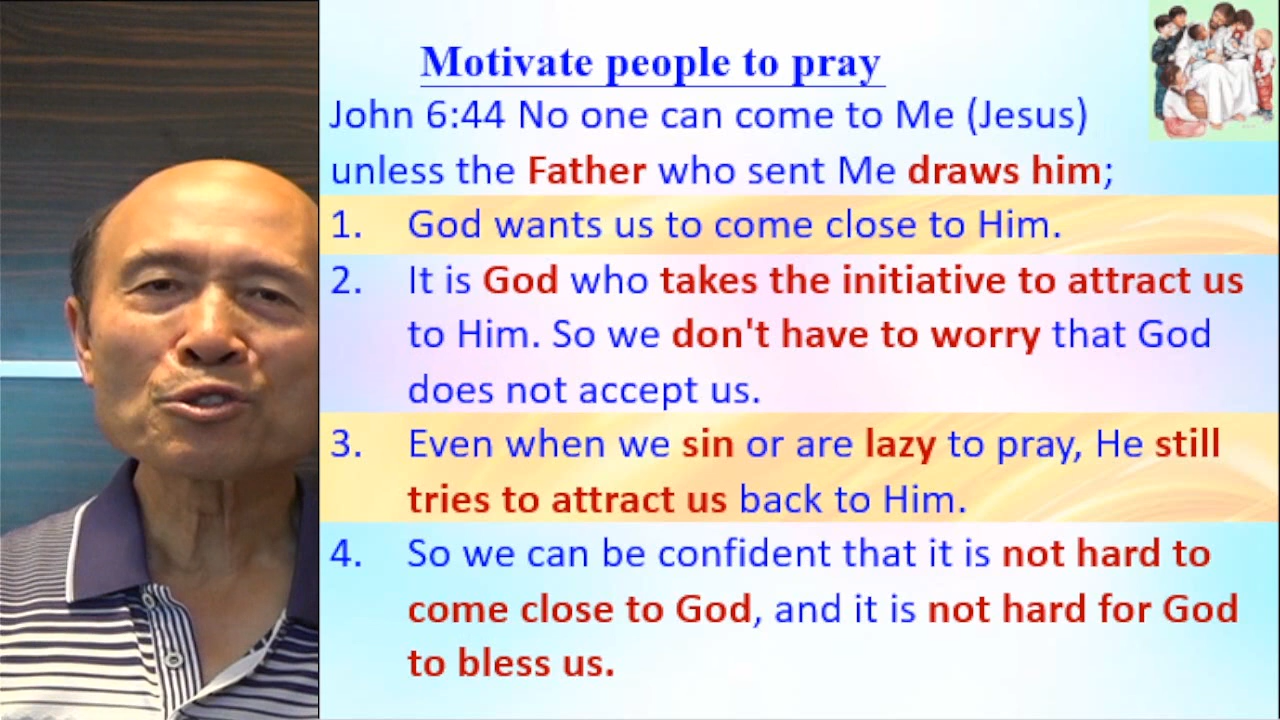 Motivate people to pray
John 6:44 No one can come to Me (Jesus)
unless the Father who sent Me draws him;
1. God wants us to come close to Him.
2. It is God who takes the initiative to attract us
to Him. So we don't have to worry that God
does not accept us.
3. Even when we sin or are lazy to pray, He still
tries to attract us back to Him.
4. So we can be confident that it is not hard to
come close to God, and it is not hard for God
to bless us.